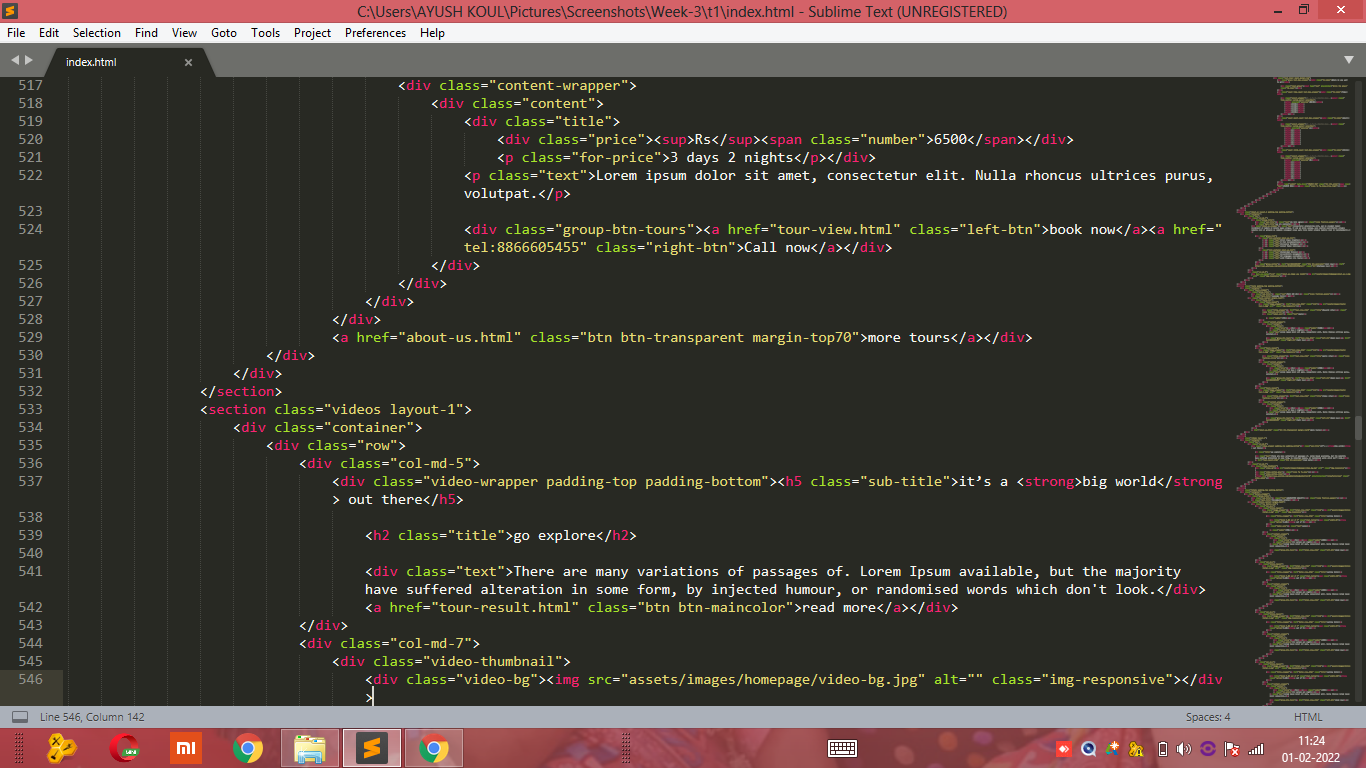 C:\Users\AYUSH KOUL\Pictures\Screenshots\Week-3\t1\index.html - Sublime Text (UNREGISTERED)
File Edit Selection Find View Goto Tools Project Preferences Help
index.html
517 <div class="content-wrapper">
518 <div class="content">
519 <div class="title">
520 <div class="price"><sup>Rs</sup><span class="number">6500</span></div>
521 <p class="for-price">3 days 2 nights</p></div>
522 <p class="text">Lorem ipsum dolor sit amet, consectetur elit. Nulla rhoncus ultrices purus,
volutpat.</p>
523
524 <div class="group-btn-tours"><a href="tour-view.html" class="left-btn">book now</a><a href="
tel:8866605455" class="right-btn">Call now</a></div>
525 </div>
526 </div>
527 </div>
528 </div>
529 <a href="about-us.html" class="btn btn-transparent margin-top70">more tours</a></div>
530 </div>
531 </div>
532 </section>
533 <section class="videos layout-1">
534 <div class="container">
535 <div class="row">
536 <div class="col-md-5">
537 <div class="video-wrapper padding-top padding-bottom"><h5 class="sub-title">it’s a <strong>big world</strong
> out there</h5>
538
539 <h2 class="title">go explore</h2>
540
541 <div class="text">There are many variations of passages of. Lorem Ipsum available, but the majority
have suffered alteration in some form, by injected humour, or randomised words which don't look.</div>
542 <a href="tour-result.html" class="btn btn-maincolor">read more</a></div>
543 </div>
544 <div class="col-md-7">
545 <div class="video-thumbnail">
546 <div class="video-bg"><img src="assets/images/homepage/video-bg.jpg" alt="" class="img-responsive"></div
>
Line 546, Column 142 Spaces: 4 HTML
mi
11:24
01-02-2022